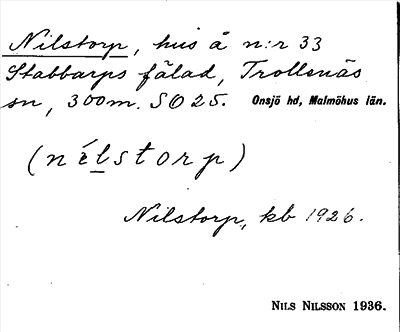 Nilstorp, hus å n:r 33
Stabbarps fälad, Trollenäs
sn, 300m. SO 25. Onsjö hd, Malmöhus län.
(nélstorp)
Nilstorp, kb 1926.
NILS NILSSON 1936.